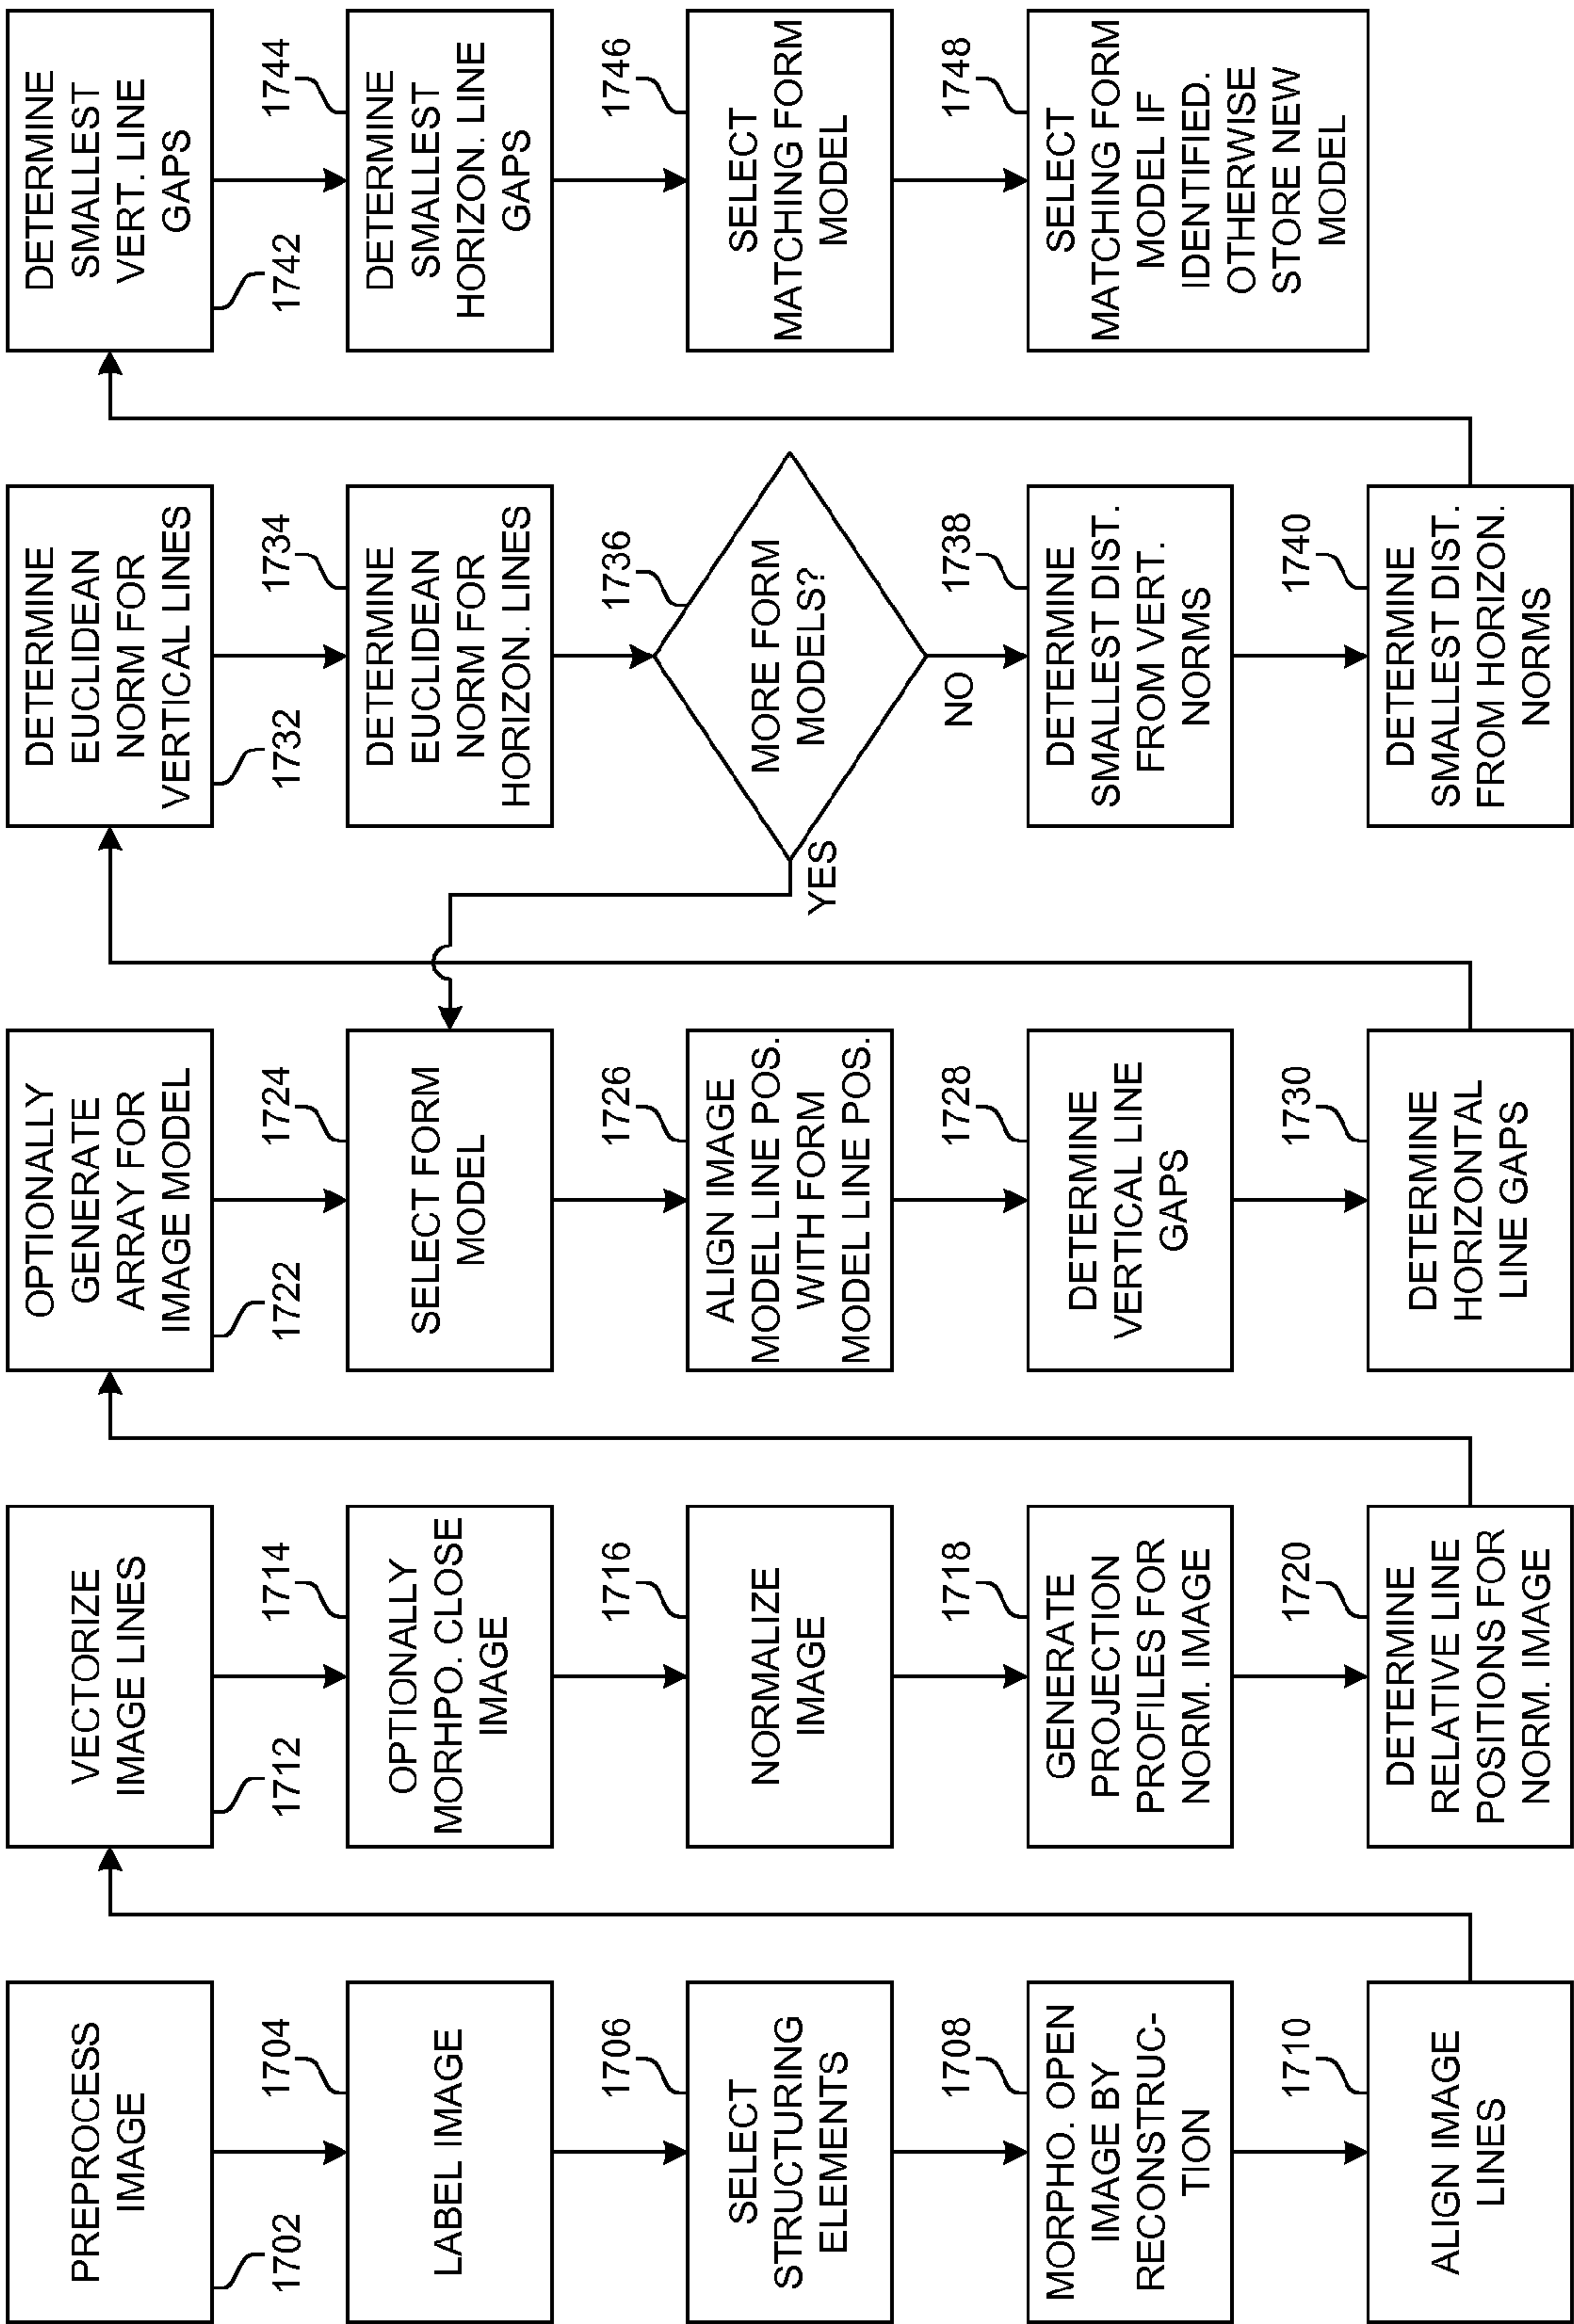 PREPROCESS
IMAGE
1702
LABEL IMAGE
1704
SELECT
STRUCTURING
ELEMENTS
1706
MORPHO. OPEN
IMAGE BY
RECONSTRUC-
TION
1708
ALIGN IMAGE
LINES
1710
VECTORIZE
IMAGE LINES
1712
OPTIONALLY
MORHPO. CLOSE
IMAGE
1714
NORMALIZE
IMAGE
1716
GENERATE
PROJECTION
PROFILES FOR
NORM. IMAGE
1718
DETERMINE
RELATIVE LINE
POSITIONS FOR
NORM. IMAGE
1720
OPTIONALLY
GENERATE
ARRAY FOR
IMAGE MODEL
1722
SELECT FORM
MODEL
1724
ALIGN IMAGE
MODEL LINE POS.
WITH FORM
MODEL LINE POS.
1726
DETERMINE
VERTICAL LINE
GAPS
1728
DETERMINE
HORIZONTAL
LINE GAPS
1730
DETERMINE
EUCLIDEAN
NORM FOR
VERTICAL LINES
1732
DETERMINE
EUCLIDEAN
NORM FOR
HORIZON. LINES
1734
MORE FORM
MODELS?
1736
YES
NO
DETERMINE
SMALLEST DIST.
FROM VERT.
NORMS
1738
DETERMINE
SMALLEST DIST.
FROM HORIZON.
NORMS
1740
DETERMINE
SMALLEST
VERT. LINE
GAPS
1742
DETERMINE
SMALLEST
HORIZON. LINE
GAPS
1744
SELECT
MATCHING FORM
MODEL
1746
SELECT
MATCHING FORM
MODEL IF
IDENTIFIED.
OTHERWISE
STORE NEW
MODEL
1748